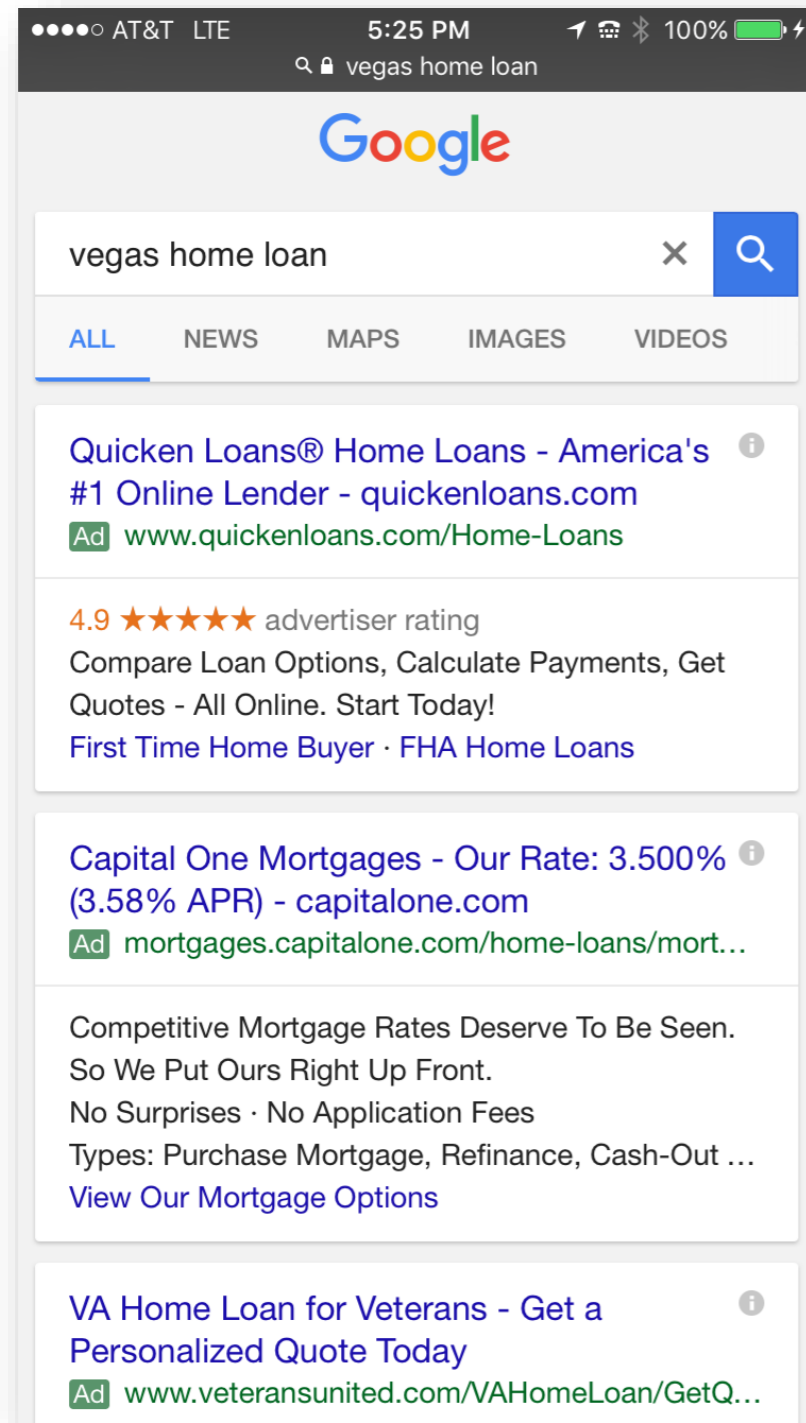 AT&T LTE 5:25 PM 100%
vegas home loan
Google
vegas home loan
ALL NEWS MAPS IMAGES VIDEOS
Quicken Loans® Home Loans - America's
#1 Online Lender - quickenloans.com
Ad www.quickenloans.com/Home-Loans
4.9 ★★★★★ advertiser rating
Compare Loan Options, Calculate Payments, Get
Quotes - All Online. Start Today!
First Time Home Buyer · FHA Home Loans
Capital One Mortgages - Our Rate: 3.500%
(3.58% APR) - capitalone.com
Ad mortgages.capitalone.com/home-loans/mort...
Competitive Mortgage Rates Deserve To Be Seen.
So We Put Ours Right Up Front.
No Surprises · No Application Fees
Types: Purchase Mortgage, Refinance, Cash-Out ...
View Our Mortgage Options
VA Home Loan for Veterans - Get a
Personalized Quote Today
Ad www.veteransunited.com/VAHomeLoan/GetQ...